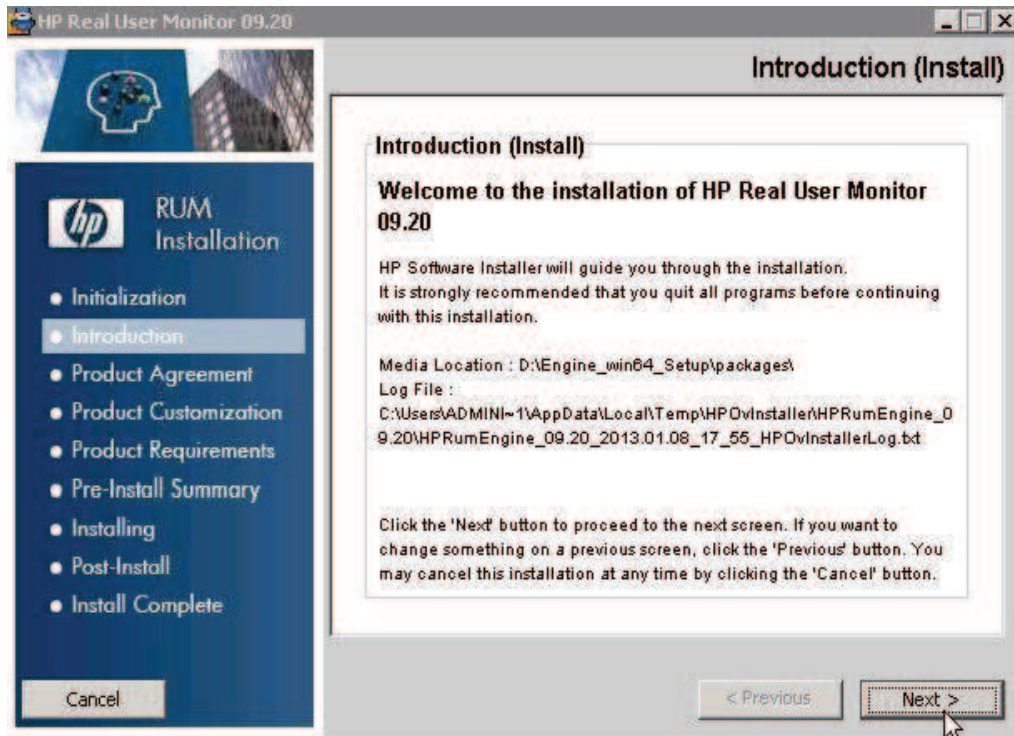 HP Real User Monitor 09.20
Introduction (Install)
hp
RUM
Installation
Initialization
Introduction
Product Agreement
Product Customization
Product Requirements
Pre-Install Summary
Installing
Post-Install
Install Complete
Cancel
Introduction (Install)
Welcome to the installation of HP Real User Monitor
09.20
HP Software Installer will guide you through the installation.
It is strongly recommended that you quit all programs before continuing
with this installation.
Media Location : D:\Engine_win64_Setup\packages\
Log File :
C:\Users\ADMINI~1\AppData\Local\Temp\HPOvInstaller\HPRumEngine_0
9.20\HPRumEngine_09.20_2013.01.08_17_55_HPOvInstallerLog.txt
Click the 'Next' button to proceed to the next screen. If you want to
change something on a previous screen, click the 'Previous' button. You
may cancel this installation at any time by clicking the 'Cancel' button.
< Previous
Next >